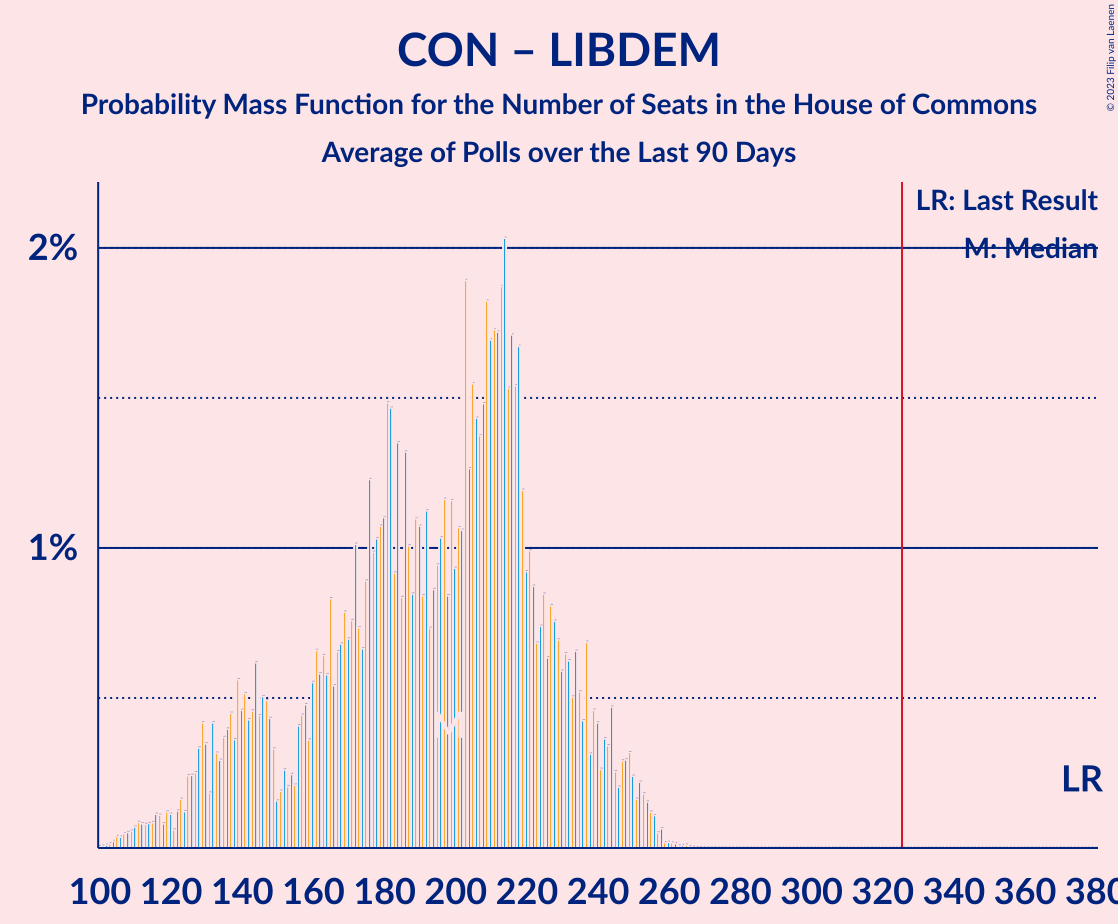 CON – LIBDEM
Probability Mass Function for the Number of Seats in the House of Commons
Average of Polls over the Last 90 Days
© 2023 Filip van Laenen
LR: Last Result
M: Median
2%
1%
M
LR
100 120 140 160 180 200 220 240 260 280 300 320 340 360 380